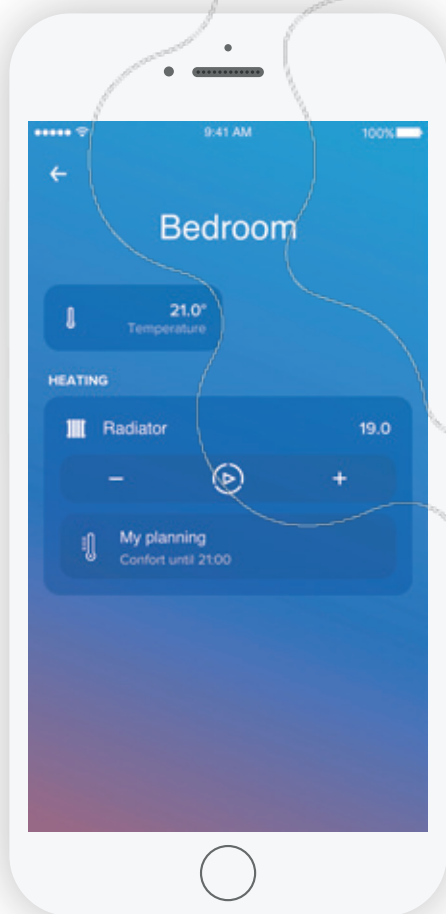 9:41 AM 100%
Bedroom
21.0°
Temperature
HEATING
Radiator 19.0
My planning
Confort until 21:00